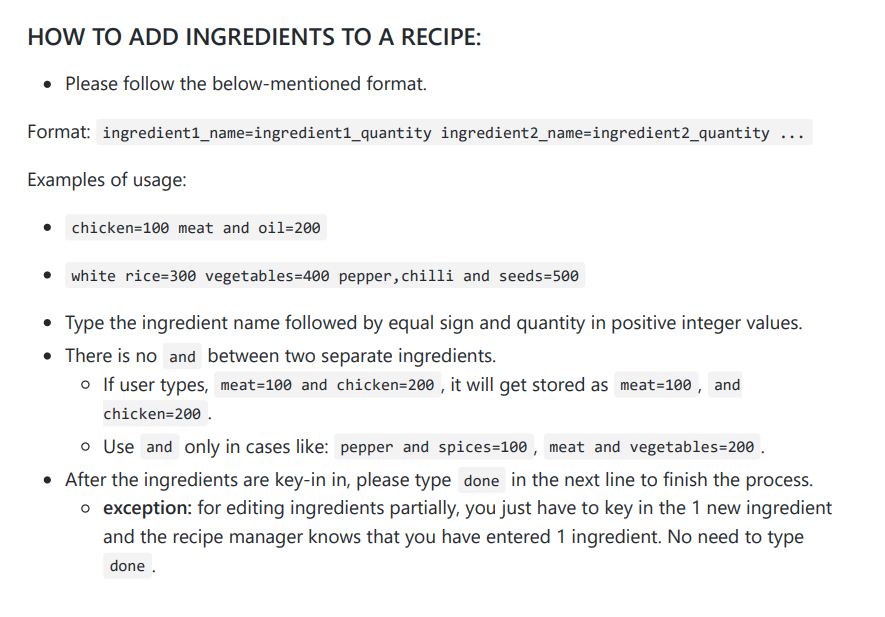 HOW TO ADD INGREDIENTS TO A RECIPE:
Please follow the below-mentioned format.
Format: ingredient1_name=ingredient1_quantity ingredient2_name=ingredient2_quantity ...
Examples of usage:
chicken=100 meat and oil=200
white rice=300 vegetables=400 pepper,chilli and seeds=500
Type the ingredient name followed by equal sign and quantity in positive integer values.
There is no and between two separate ingredients.
If user types, meat=100 and chicken=200 , it will get stored as meat=100 , and
chicken=200 .
Use and only in cases like: pepper and spices=100 , meat and vegetables=200 .
After the ingredients are key-in in, please type done in the next line to finish the process.
exception: for editing ingredients partially, you just have to key in the 1 new ingredient
and the recipe manager knows that you have entered 1 ingredient. No need to type
done .